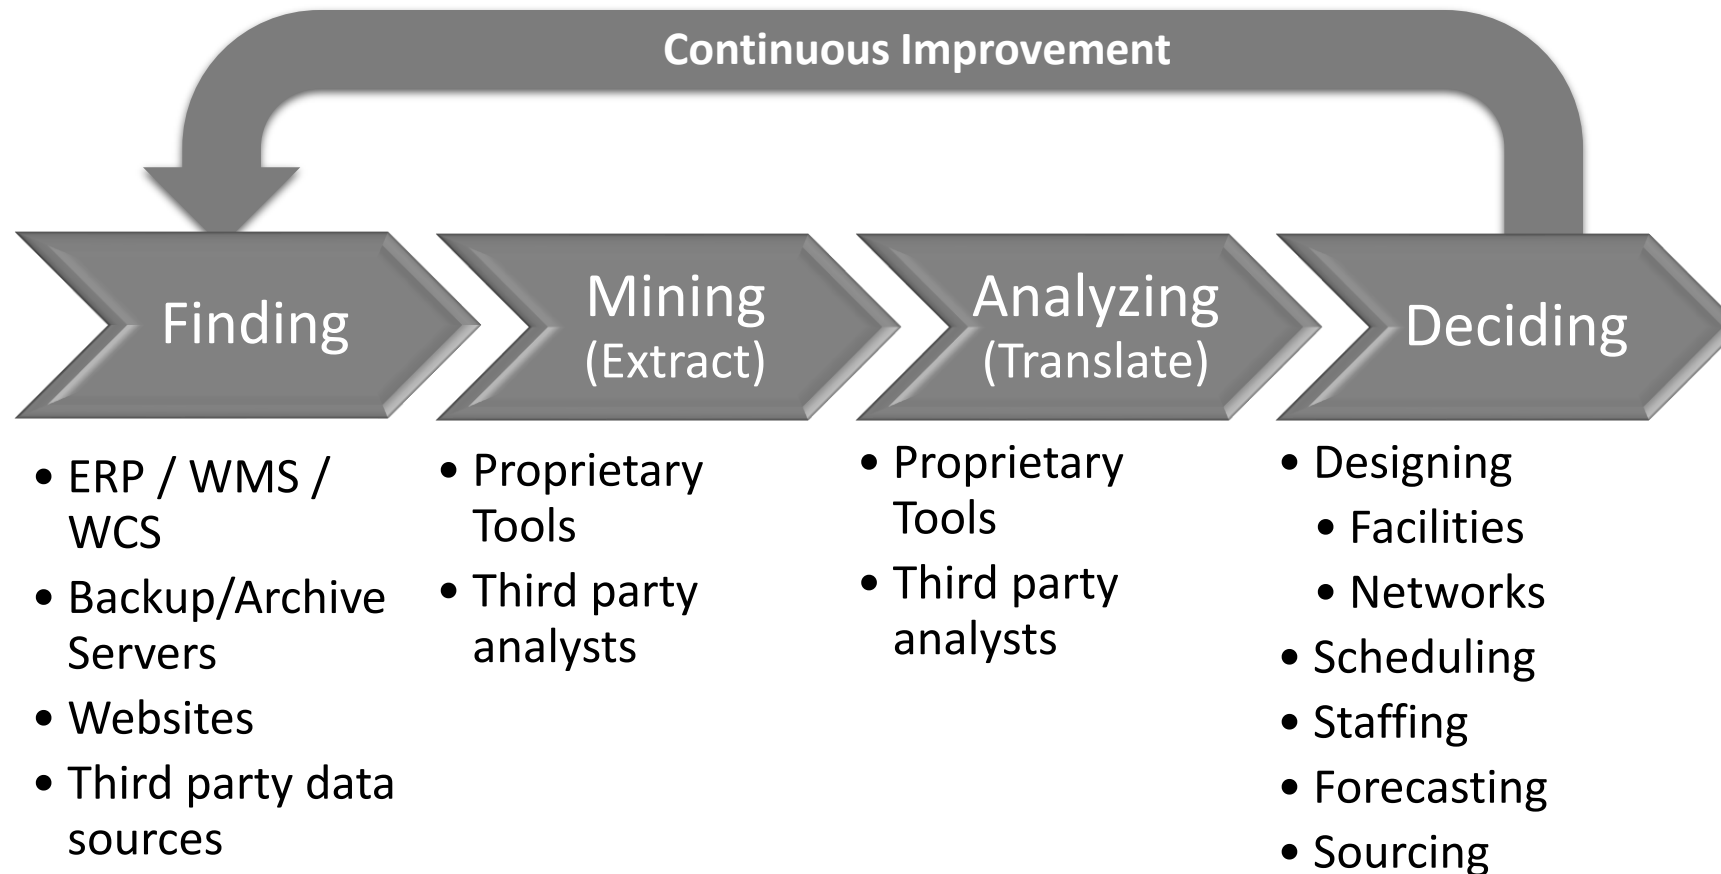 Continuous Improvement
Finding
Mining
(Extract)
Analyzing
(Translate)
Deciding
• ERP / WMS /
WCS
• Backup/Archive
Servers
• Websites
• Third party data
sources
• Proprietary
Tools
• Third party
analysts
• Proprietary
Tools
• Third party
analysts
• Designing
• Facilities
• Networks
• Scheduling
• Staffing
• Forecasting
• Sourcing